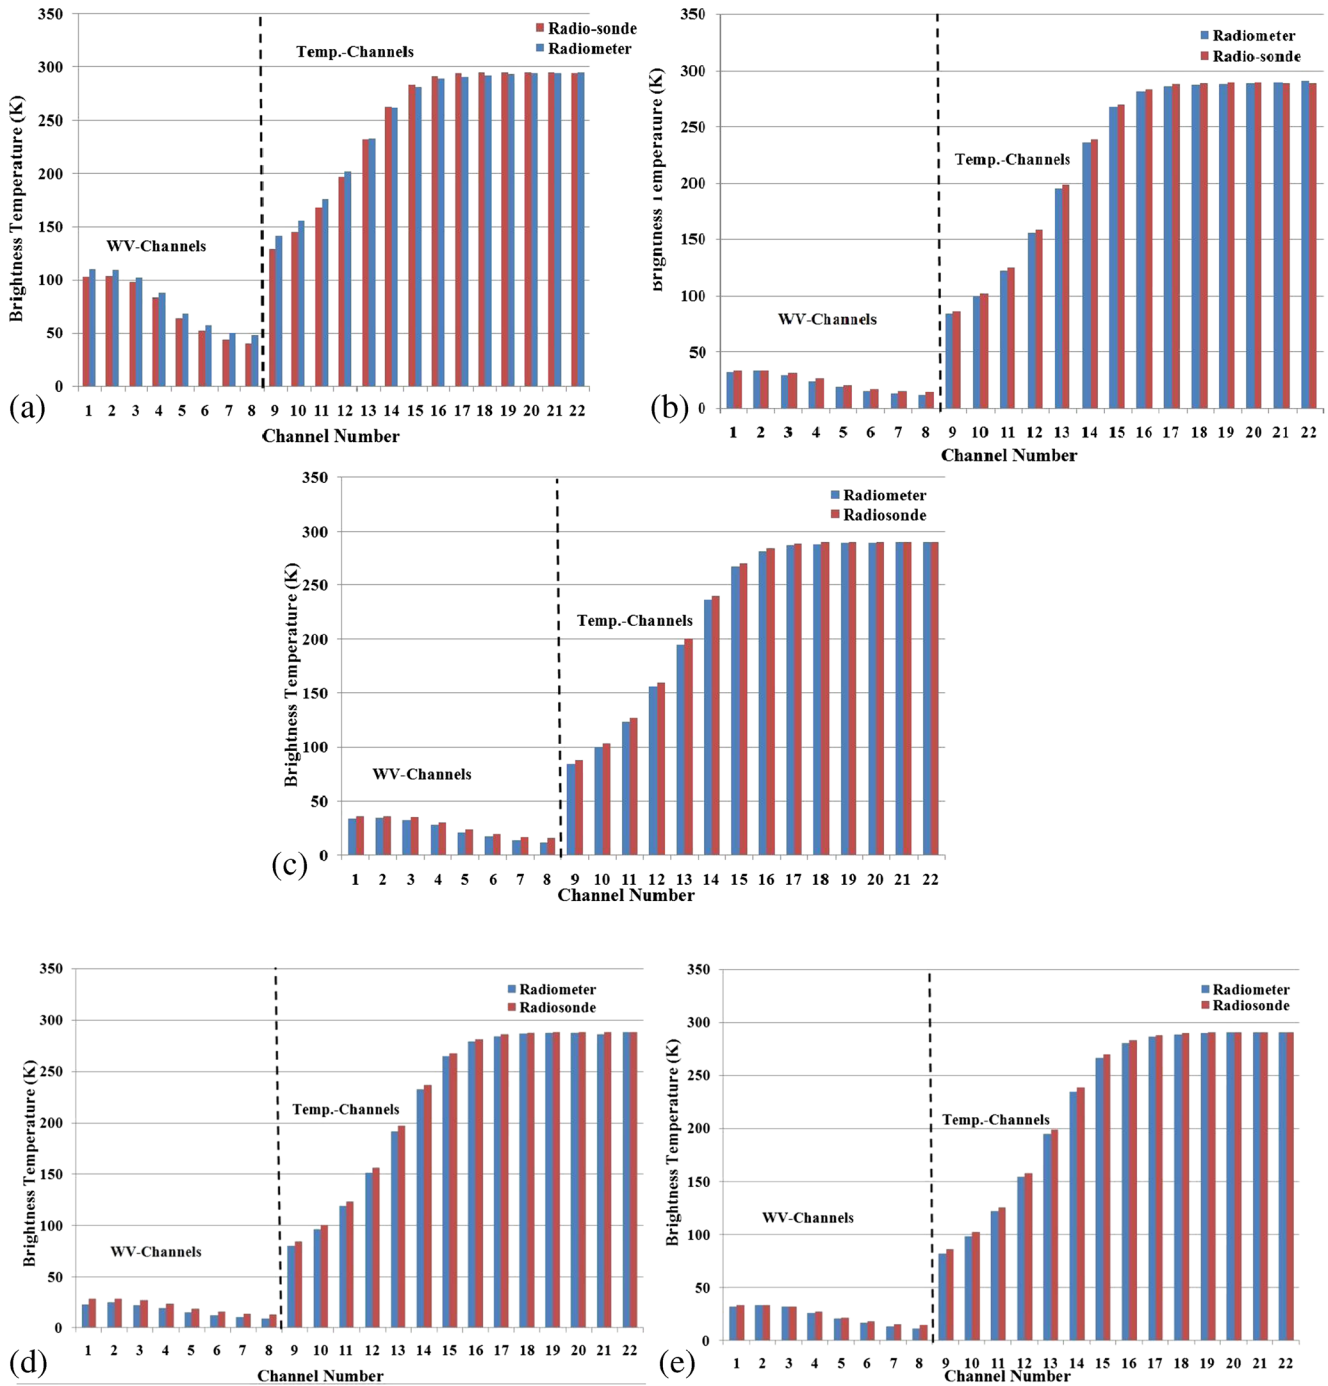 350
300
250
200
150
100
50
0
Brightness Temperature (K)
Radio-sonde
Radiometer
Temp.-Channels
WV-Channels
1 2 3 4 5 6 7 8 9 10 11 12 13 14 15 16 17 18 19 20 21 22
Channel Number
(a)
350
300
250
200
150
100
50
0
Brightness Temperature (K)
Radiometer
Radio-sonde
Temp.-Channels
WV-Channels
1 2 3 4 5 6 7 8 9 10 11 12 13 14 15 16 17 18 19 20 21 22
Channel Number
(b)
350
300
250
200
150
100
50
0
Brightness Temperature (K)
Radiometer
Radiosonde
Temp.-Channels
WV-Channels
1 2 3 4 5 6 7 8 9 10 11 12 13 14 15 16 17 18 19 20 21 22
Channel Number
(c)
350
300
250
200
150
100
50
0
Brightness Temperature (K)
Radiometer
Radiosonde
Temp.-Channels
WV-Channels
1 2 3 4 5 6 7 8 9 10 11 12 13 14 15 16 17 18 19 20 21 22
Channel Number
(d)
350
300
250
200
150
100
50
0
Brightness Temperature (K)
Radiometer
Radiosonde
Temp.-Channels
WV-Channels
1 2 3 4 5 6 7 8 9 10 11 12 13 14 15 16 17 18 19 20 21 22
Channel Number
(e)